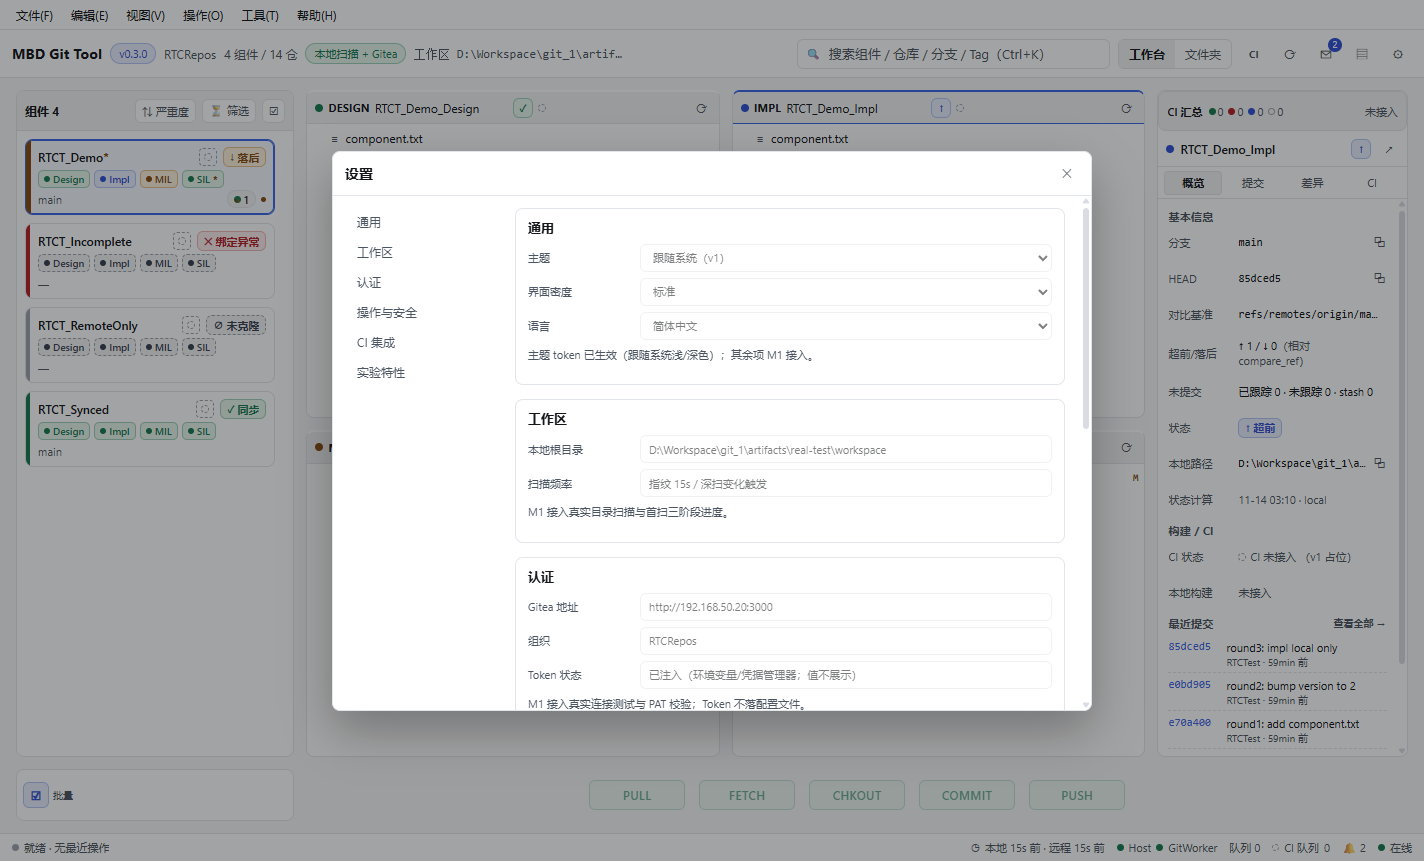 文件(F) 编辑(E) 视图(V) 操作(O) 工具(T) 帮助(H)
MBD Git Tool v0.3.0 RTCRepos 4 组件 / 14 仓 本地扫描 + Gitea 工作区 D:\Workspace\git_1\artif… 搜索组件 / 仓库 / 分支 / Tag（Ctrl+K） 工作台 文件夹 CI 2
组件 4 严重度 筛选
RTCT_Demo* ↓ 落后
Design Impl MIL SIL *
main 1
RTCT_Incomplete 绑定异常
Design Impl MIL SIL
—
RTCT_RemoteOnly 未克隆
Design Impl MIL SIL
—
RTCT_Synced ✓ 同步
Design Impl MIL SIL
main
批量
DESIGN RTCT_Demo_Design ✓
component.txt
IMPL RTCT_Demo_Impl ↑
component.txt
M
M
设置
通用
工作区
认证
操作与安全
CI 集成
实验特性
通用
主题 跟随系统（v1）
界面密度 标准
语言 简体中文
主题 token 已生效（跟随系统浅/深色）；其余项 M1 接入。
工作区
本地根目录 D:\Workspace\git_1\artifacts\real-test\workspace
扫描频率 指纹 15s / 深扫变化触发
M1 接入真实目录扫描与首扫三阶段进度。
认证
Gitea 地址 http://192.168.50.20:3000
组织 RTCRepos
Token 状态 已注入（环境变量/凭据管理器；值不展示）
M1 接入真实连接测试与 PAT 校验；Token 不落配置文件。
PULL FETCH CHKOUT COMMIT PUSH
CI 汇总 0 0 0 0 未接入
RTCT_Demo_Impl ↑
概览 提交 差异 CI
基本信息
分支 main
HEAD 85dced5
对比基准 refs/remotes/origin/ma…
超前/落后 ↑ 1 / ↓ 0（相对
compare_ref)
未提交 已跟踪 0 · 未跟踪 0 · stash 0
状态 ↑ 超前
本地路径 D:\Workspace\git_1\a…
状态计算 11-14 03:10 · local
构建 / CI
CI 状态 CI 未接入 （v1 占位）
本地构建 未接入
最近提交 查看全部 →
85dced5 round3: impl local only
RTCTest · 59min 前
e0bd905 round2: bump version to 2
RTCTest · 59min 前
e70a400 round1: add component.txt
RTCTest · 59min 前
就绪 · 无最近操作 本地 15s 前 · 远程 15s 前 Host GitWorker 队列 0 CI 队列 0 2 在线